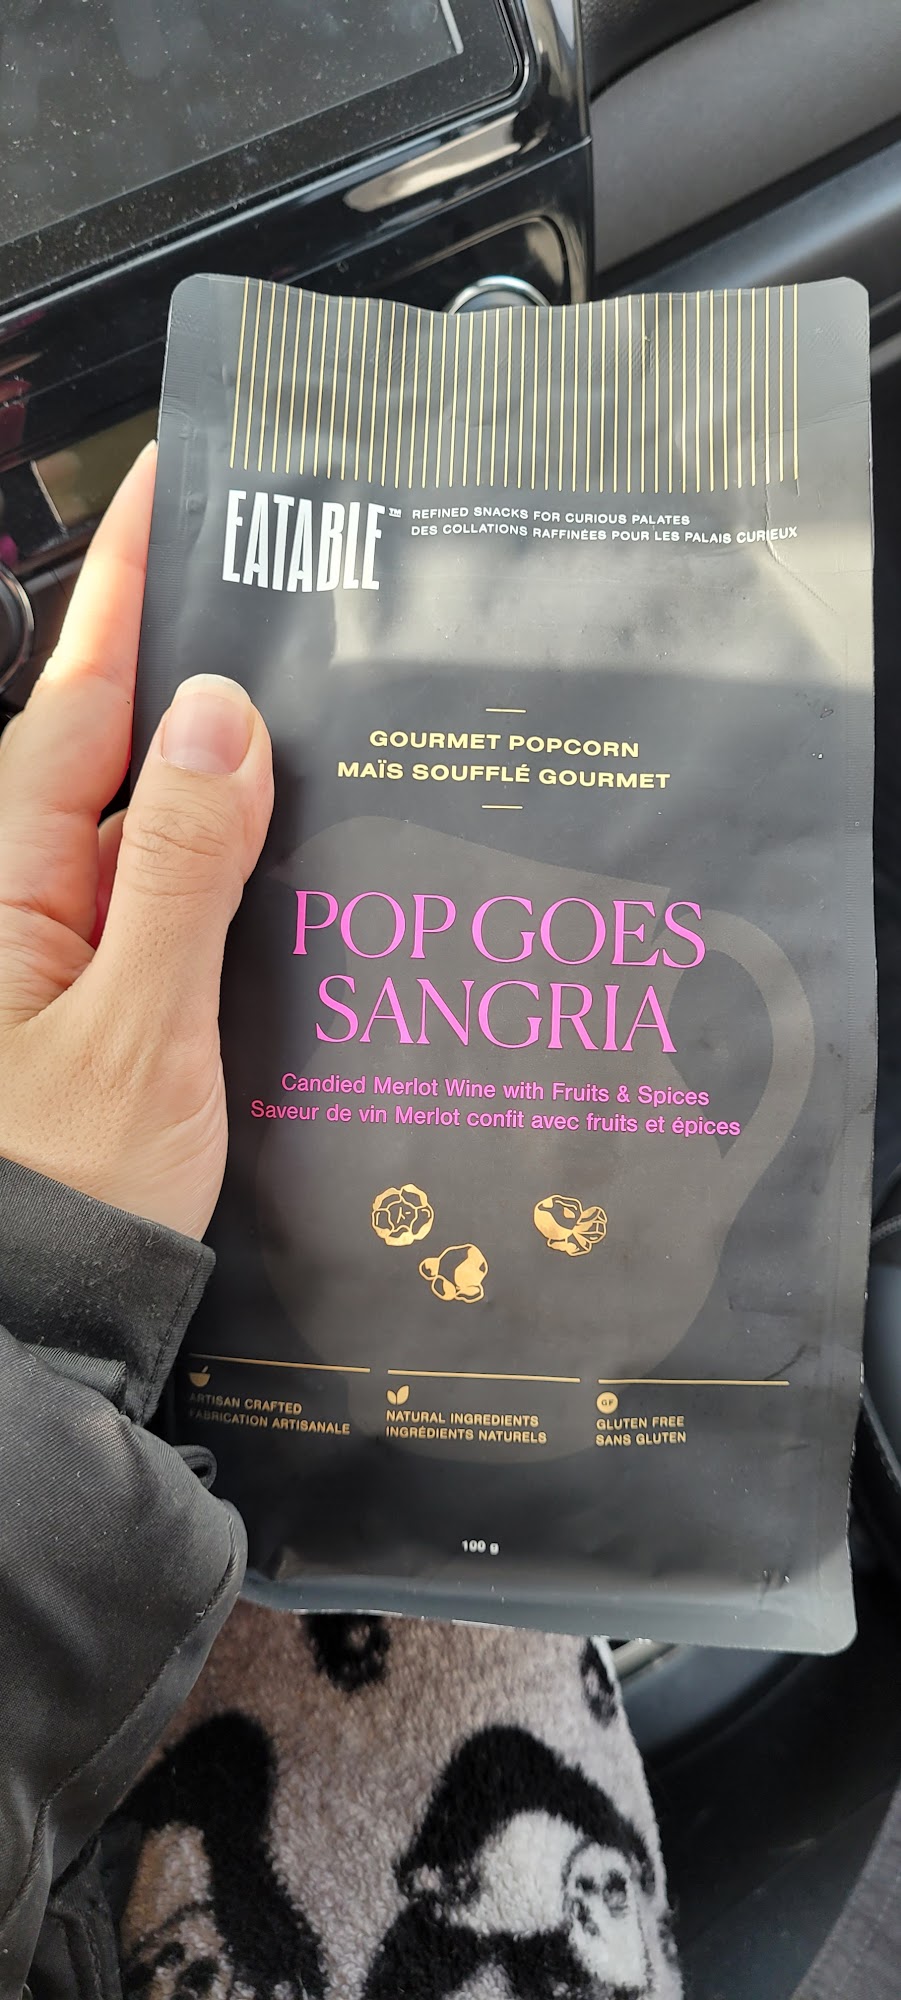 EATABLE™
REFINED SNACKS FOR CURIOUS PALATES
DES COLLATIONS RAFFINÉES POUR LES PALAIS CURIEUX
GOURMET POPCORN
MAÏS SOUFFLÉ GOURMET
POP GOES
SANGRIA
Candied Merlot Wine with Fruits & Spices
Saveur de vin Merlot confit avec fruits et épices
ARTISAN CRAFTED
FABRICATION ARTISANALE
NATURAL INGREDIENTS
INGRÉDIENTS NATURELS
GF
GLUTEN FREE
SANS GLUTEN
100 g